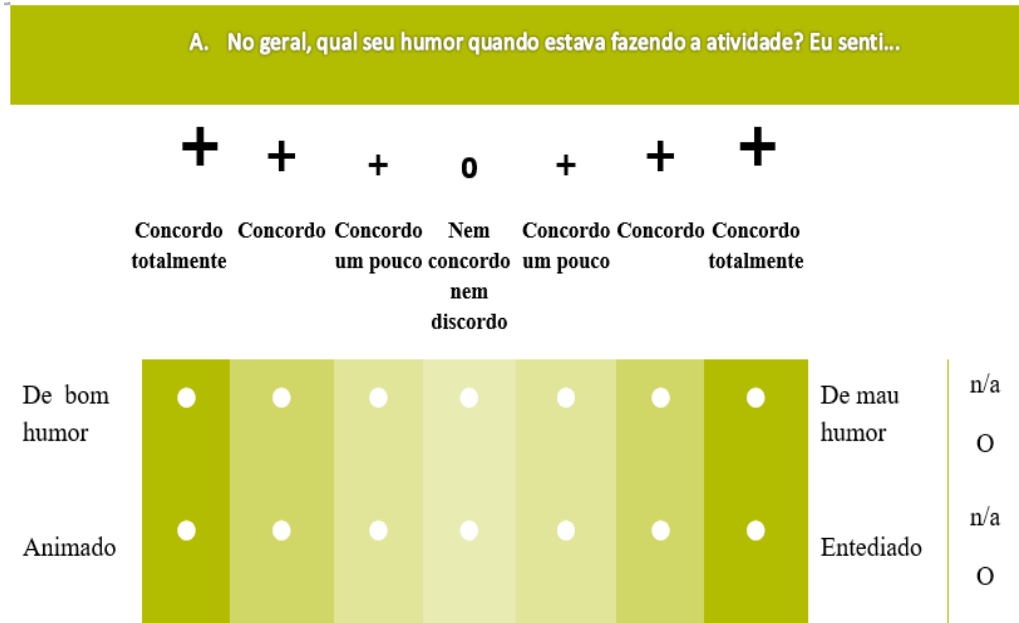 A. No geral, qual seu humor quando estava fazendo a atividade? Eu senti...
+ + + o + + +
Concordo totalmente
Concordo
Concordo um pouco
Nem concordo nem discordo
Concordo um pouco
Concordo
Concordo totalmente
De bom humor
De mau humor
n/a
O
Animado
Entediado
n/a
O